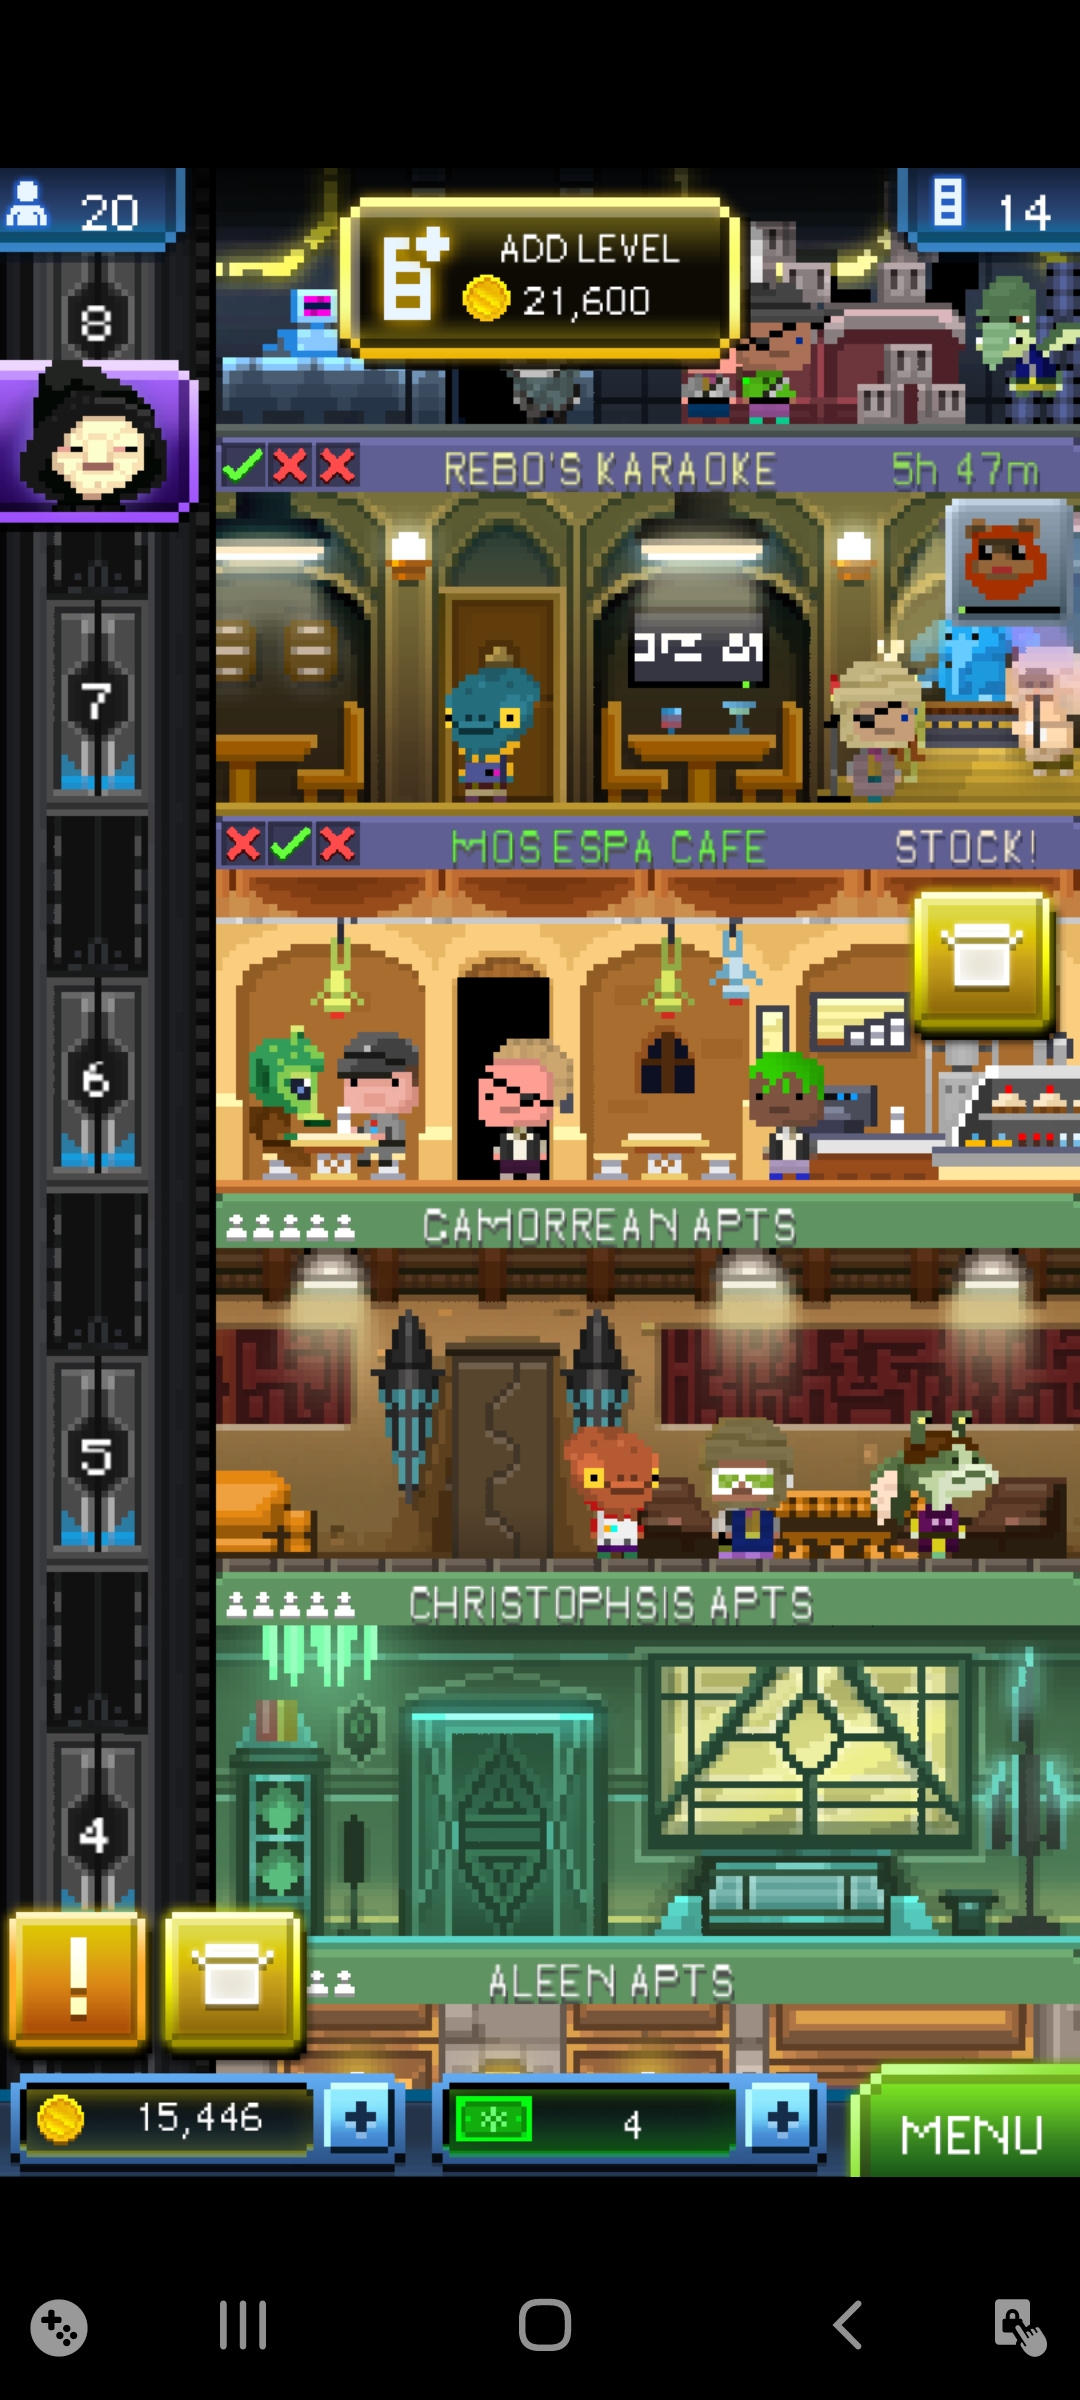 20
ADD LEVEL
21,600
14
8
REBO'S KARAOKE
5h 47m
7
MOS ESPA CAFE
STOCK!
6
CAMORREAN APTS
5
CHRISTOPHSIS APTS
4
!
ALEEN APTS
15,446
+
4
+
MENU